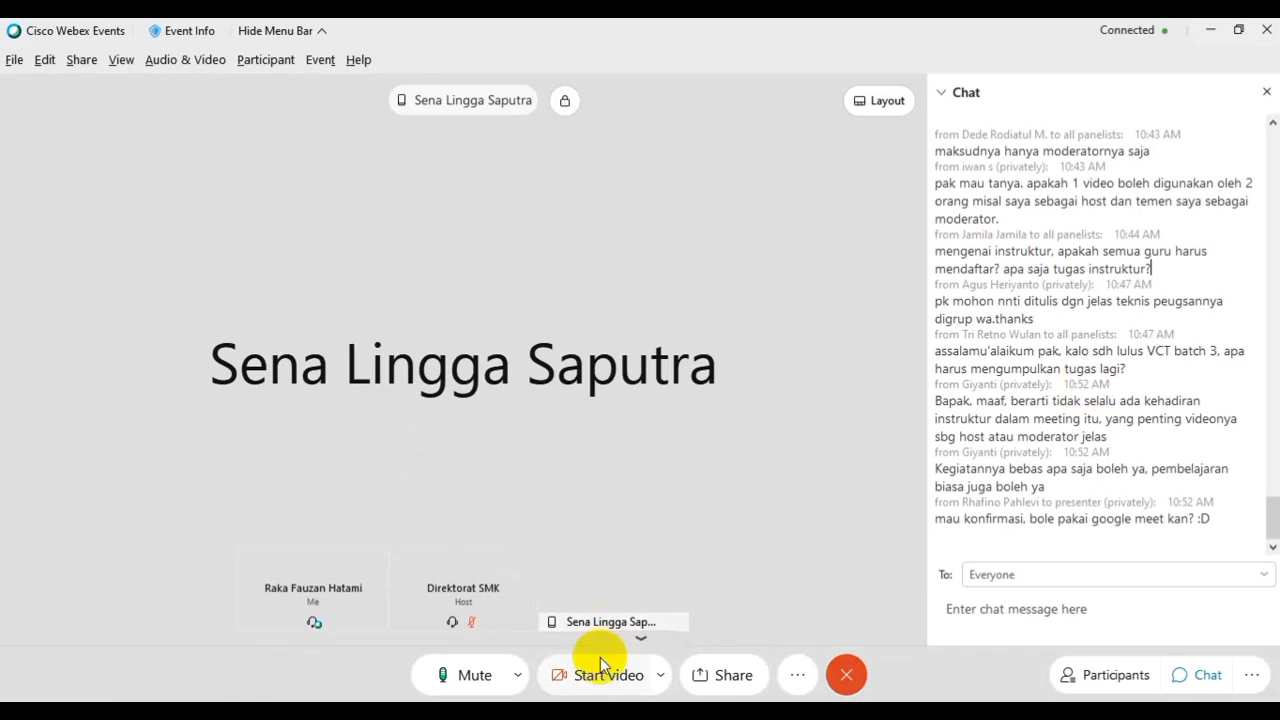 Cisco Webex Events
Event Info
Hide Menu Bar
Connected
File Edit Share View Audio & Video Participant Event Help
Sena Lingga Saputra
Layout
Sena Lingga Saputra
Raka Fauzan Hatami
Me
Direktorat SMK
Host
Sena Lingga Sap...
Mute
Start video
Share
Chat
from Dede Rodiatul M. to all panelists: 10:43 AM
maksudnya hanya moderatornya saja
from iwan s (privately): 10:43 AM
pak mau tanya. apakah 1 video boleh digunakan oleh 2
orang misal saya sebagai host dan temen saya sebagai
moderator.
from Jamila Jamila to all panelists: 10:44 AM
mengenai instruktur, apakah semua guru harus
mendaftar? apa saja tugas instruktur?
from Agus Heriyanto (privately): 10:47 AM
pk mohon nnti ditulis dgn jelas teknis peugsannya
digrup wa.thanks
from Tri Retno Wulan to all panelists: 10:47 AM
assalamu'alaikum pak, kalo sdh lulus VCT batch 3, apa
harus mengumpulkan tugas lagi?
from Giyanti (privately): 10:52 AM
Bapak, maaf, berarti tidak selalu ada kehadiran
instruktur dalam meeting itu, yang penting videonya
sbg host atau moderator jelas
from Giyanti (privately): 10:52 AM
Kegiatannya bebas apa saja boleh ya, pembelajaran
biasa juga boleh ya
from Rhafino Pahlevi to presenter (privately): 10:52 AM
mau konfirmasi, bole pakai google meet kan? :D
To: Everyone
Enter chat message here
Participants
Chat